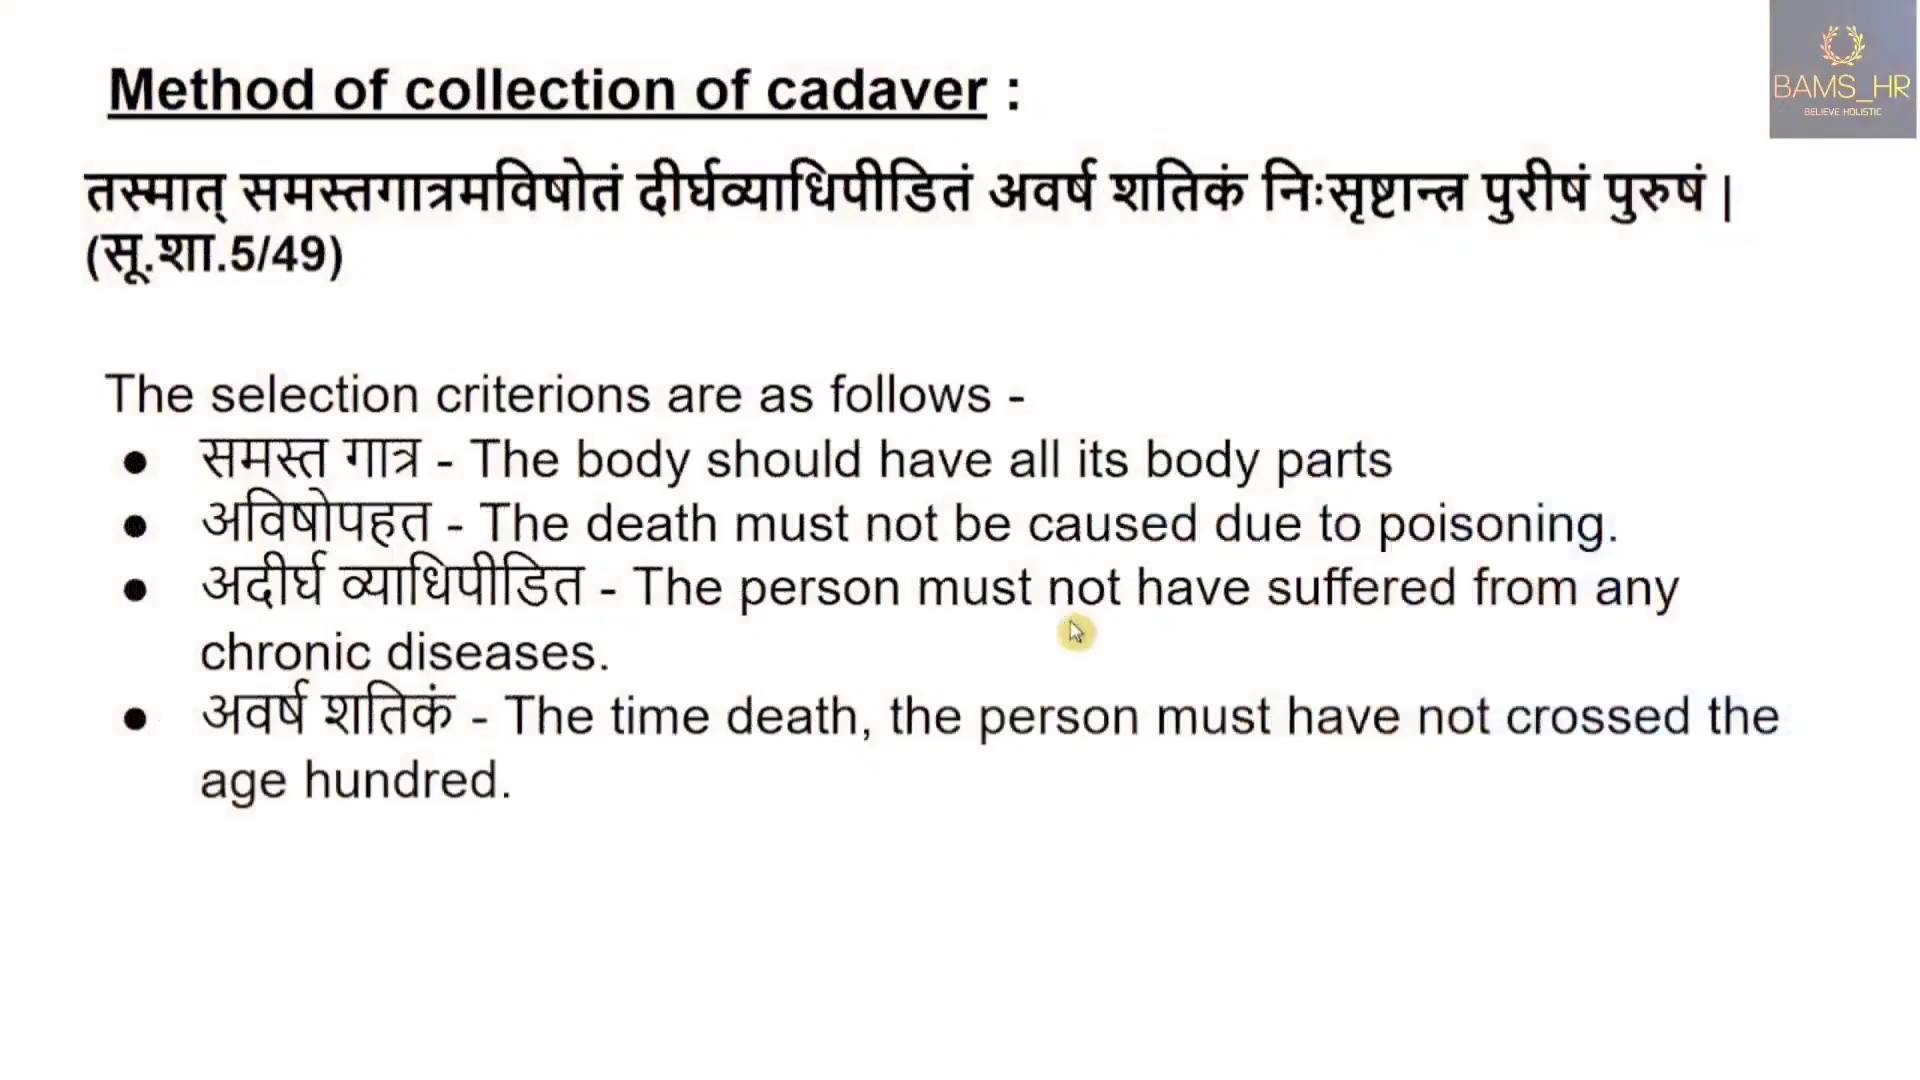 BAMS_HR
BELIEVE HOLISTIC
Method of collection of cadaver :
तस्मात् समस्तगात्रमविषोतं दीर्घव्याधिपीडितं अवर्ष शतिकं निःसृष्टान्त्र पुरीषं पुरुषं |
(सू.शा.5/49)
The selection criterions are as follows -
● समस्त गात्र - The body should have all its body parts
● अविषोपहत - The death must not be caused due to poisoning.
● अदीर्घ व्याधिपीडित - The person must not have suffered from any
chronic diseases.
● अवर्ष शतिकं - The time death, the person must have not crossed the
age hundred.